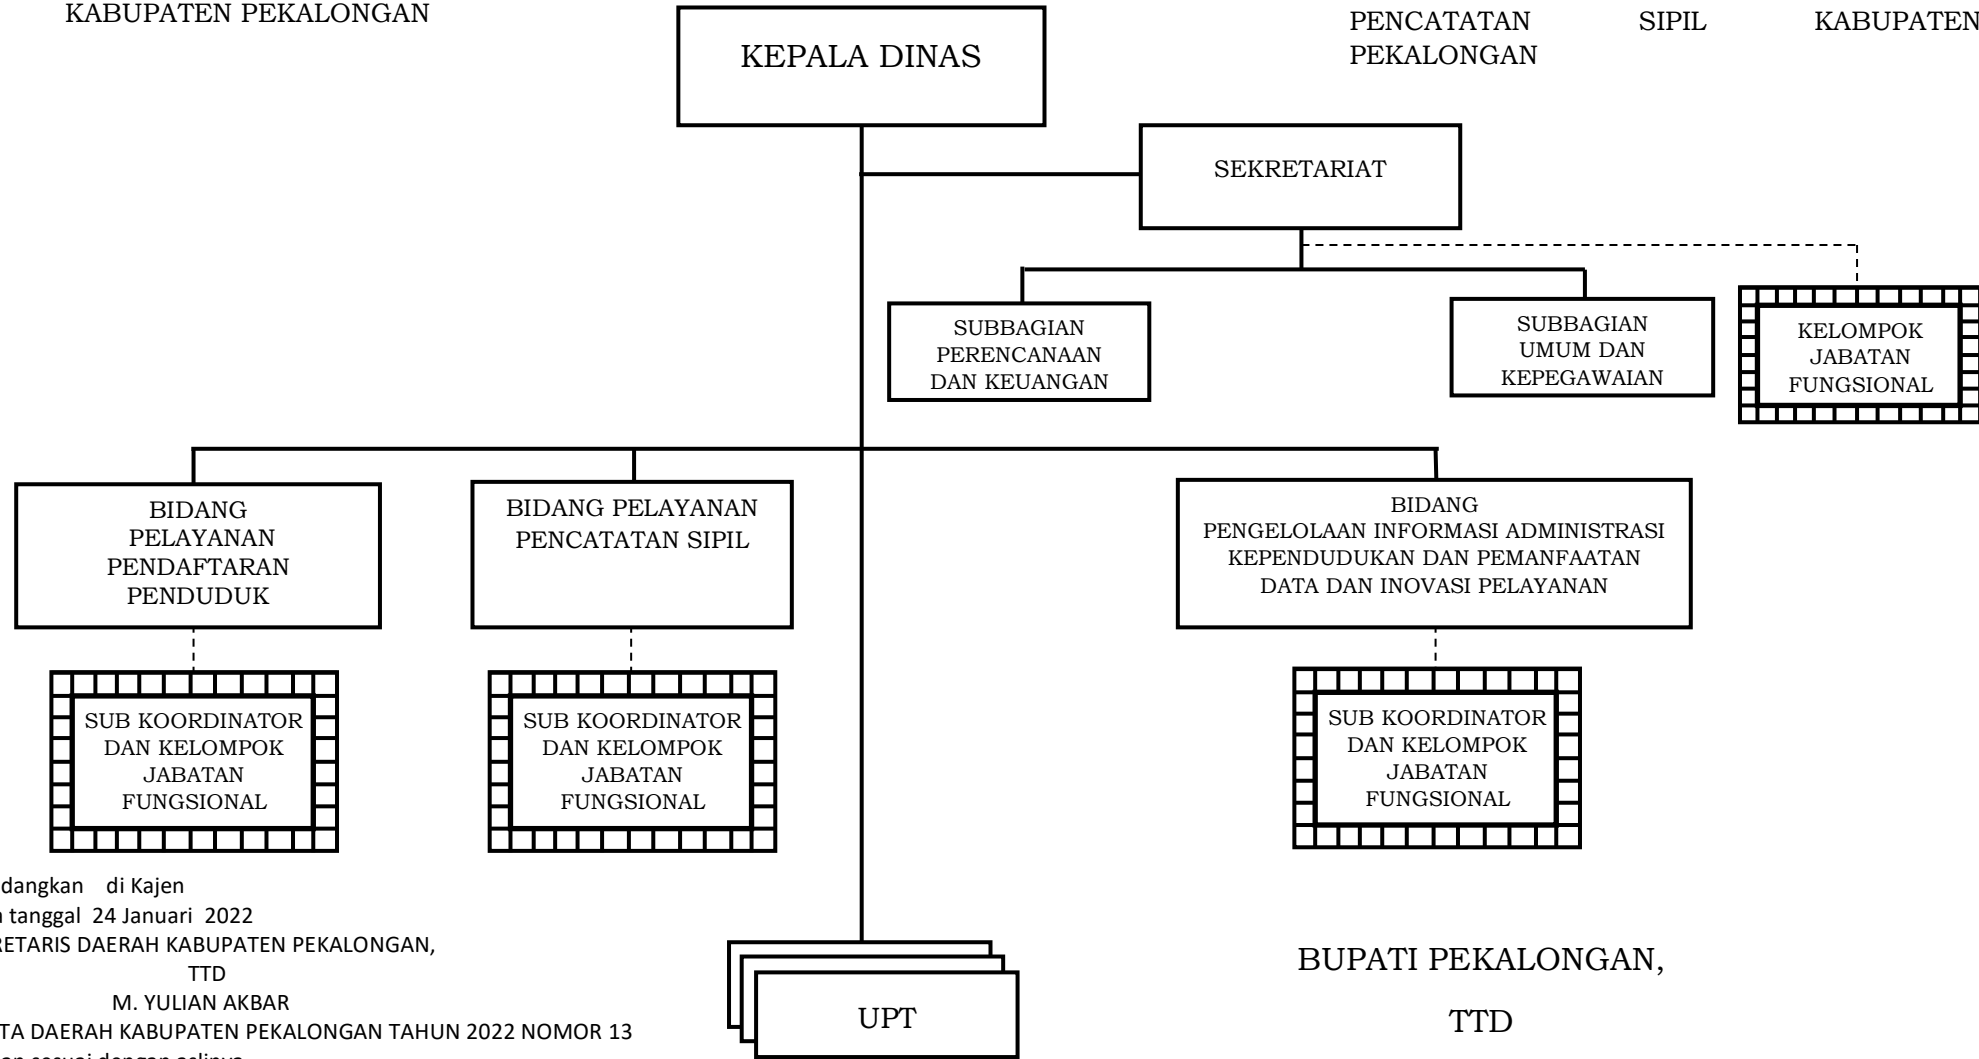 KABUPATEN PEKALONGAN
PENCATATAN SIPIL KABUPATEN
PEKALONGAN
KEPALA DINAS
SEKRETARIAT
SUBBAGIAN
PERENCANAAN
DAN KEUANGAN
SUBBAGIAN
UMUM DAN
KEPEGAWAIAN
KELOMPOK
JABATAN
FUNGSIONAL
BIDANG
PELAYANAN
PENDAFTARAN
PENDUDUK
BIDANG PELAYANAN
PENCATATAN SIPIL
BIDANG
PENGELOLAAN INFORMASI ADMINISTRASI
KEPENDUDUKAN DAN PEMANFAATAN
DATA DAN INOVASI PELAYANAN
SUB KOORDINATOR
DAN KELOMPOK
JABATAN
FUNGSIONAL
SUB KOORDINATOR
DAN KELOMPOK
JABATAN
FUNGSIONAL
SUB KOORDINATOR
DAN KELOMPOK
JABATAN
FUNGSIONAL
dangkan di Kajen
tanggal 24 Januari 2022
RETARIS DAERAH KABUPATEN PEKALONGAN,
TTD
M. YULIAN AKBAR
TA DAERAH KABUPATEN PEKALONGAN TAHUN 2022 NOMOR 13
UPT
BUPATI PEKALONGAN,
TTD